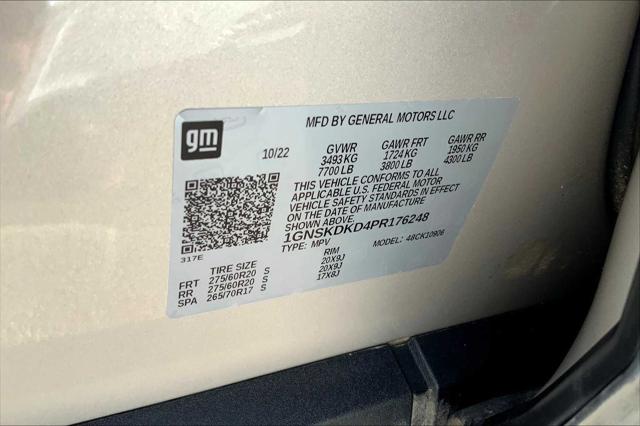 gm
MFD BY GENERAL MOTORS LLC
10/22 GVWR GAWR FRT GAWR RR
3493 KG 1724 KG 1950 KG
7700 LB 3800 LB 4300 LB
THIS VEHICLE CONFORMS TO ALL
APPLICABLE U.S. FEDERAL MOTOR
VEHICLE SAFETY STANDARDS IN EFFECT
ON THE DATE OF MANUFACTURE
SHOWN ABOVE.
1GNSKDKD4PR176248
TYPE: MPV MODEL: 48CK10906
317E
TIRE SIZE RIM
FRT 275/60R20 S 20X9J
RR 275/60R20 S 20X9J
SPA 265/70R17 S 17X8J